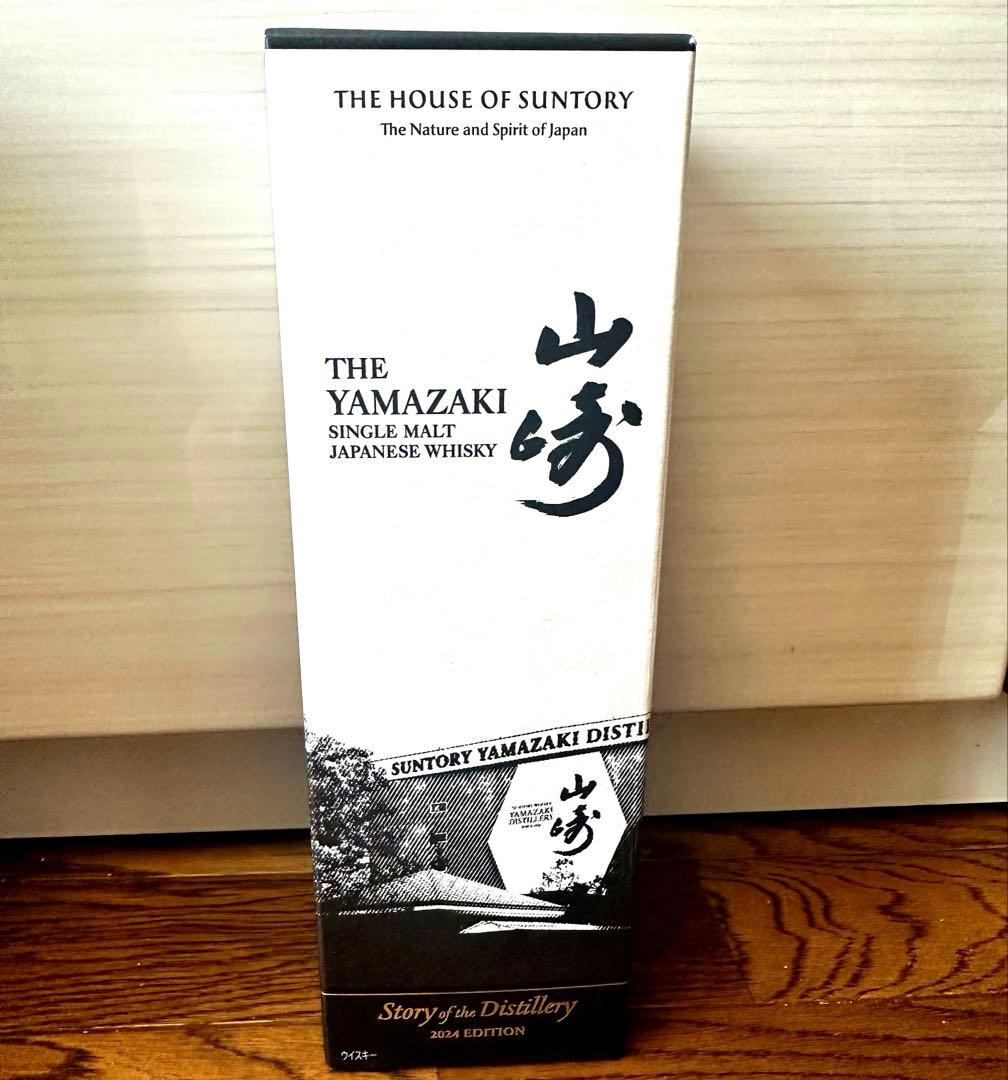 THE HOUSE OF SUNTORY
The Nature and Spirit of Japan
山崎
THE
YAMAZAKI
SINGLE MALT
JAPANESE WHISKY
SUNTORY YAMAZAKI DISTI
山崎
YAMAZAKI
DISTILLERY
Story of the Distillery
2024 EDITION
ウイスキー